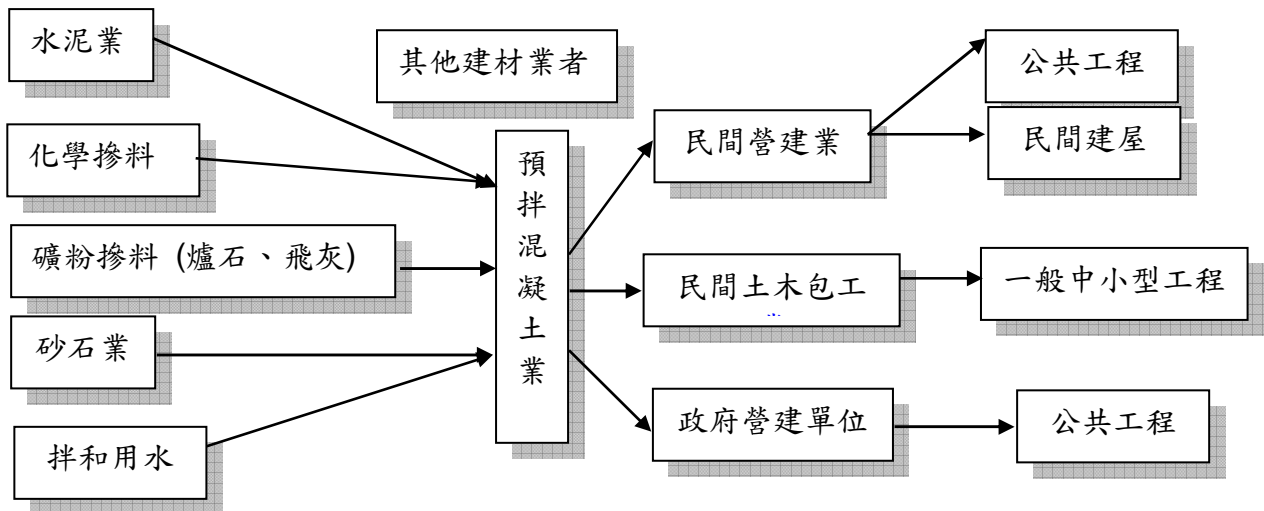 水泥業
化學摻料
礦粉摻料 (爐石、飛灰)
砂石業
拌和用水
其他建材業者
預拌混凝土業
民間營建業
民間土木包工
政府營建單位
公共工程
民間建屋
一般中小型工程
公共工程